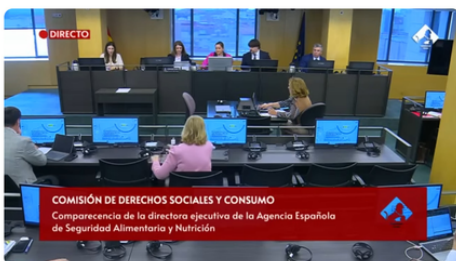 DIRECTO
COMISIÓN DE DERECHOS SOCIALES Y CONSUMO
Comparecencia de la directora ejecutiva de la Agencia Española
de Seguridad Alimentaria y Nutrición